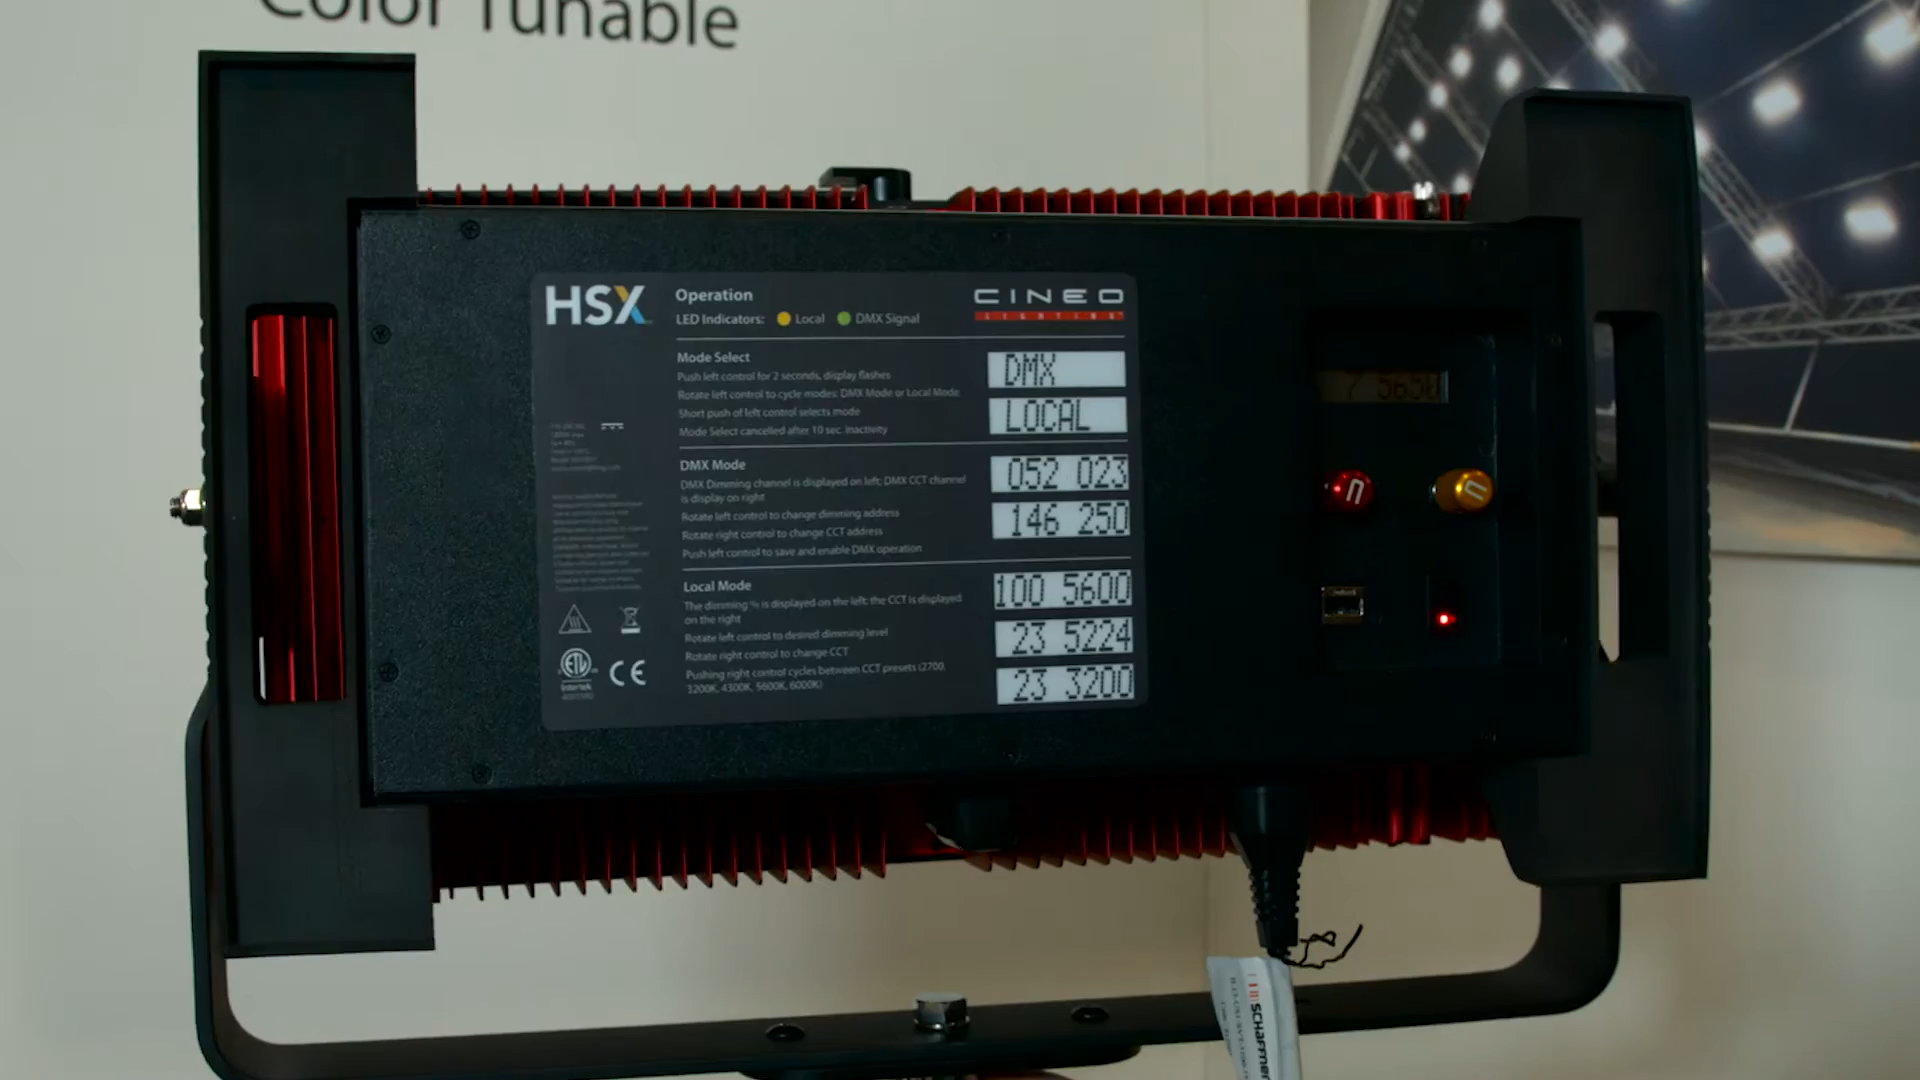 Color Tunable
HSX
Operation
CINEO
LIGHTING
LED Indicators: Local DMX Signal
Mode Select
Push left control for 2 seconds, display flashes
Rotate left control to cycle modes: DMX Mode or Local Mode
Short push of left control selects mode
Mode Select cancelled after 10 sec. inactivity
DMX
LOCAL
DMX Mode
DMX Dimming channel is displayed on left; DMX CCT channel
is display on right
Rotate left control to change dimming address
Rotate right control to change CCT address
Push left control to save and enable DMX operation
052 023
146 250
Local Mode
The dimming % is displayed on the left; the CCT is displayed
on the right
Rotate left control to desired dimming level
Rotate right control to change CCT
Pushing right control cycles between CCT presets (2700,
3200K, 4300K, 5600K, 6000K)
100 5600
23 5224
23 3200
ETL
Intertek
CE
7 5650
SCHAFFNER